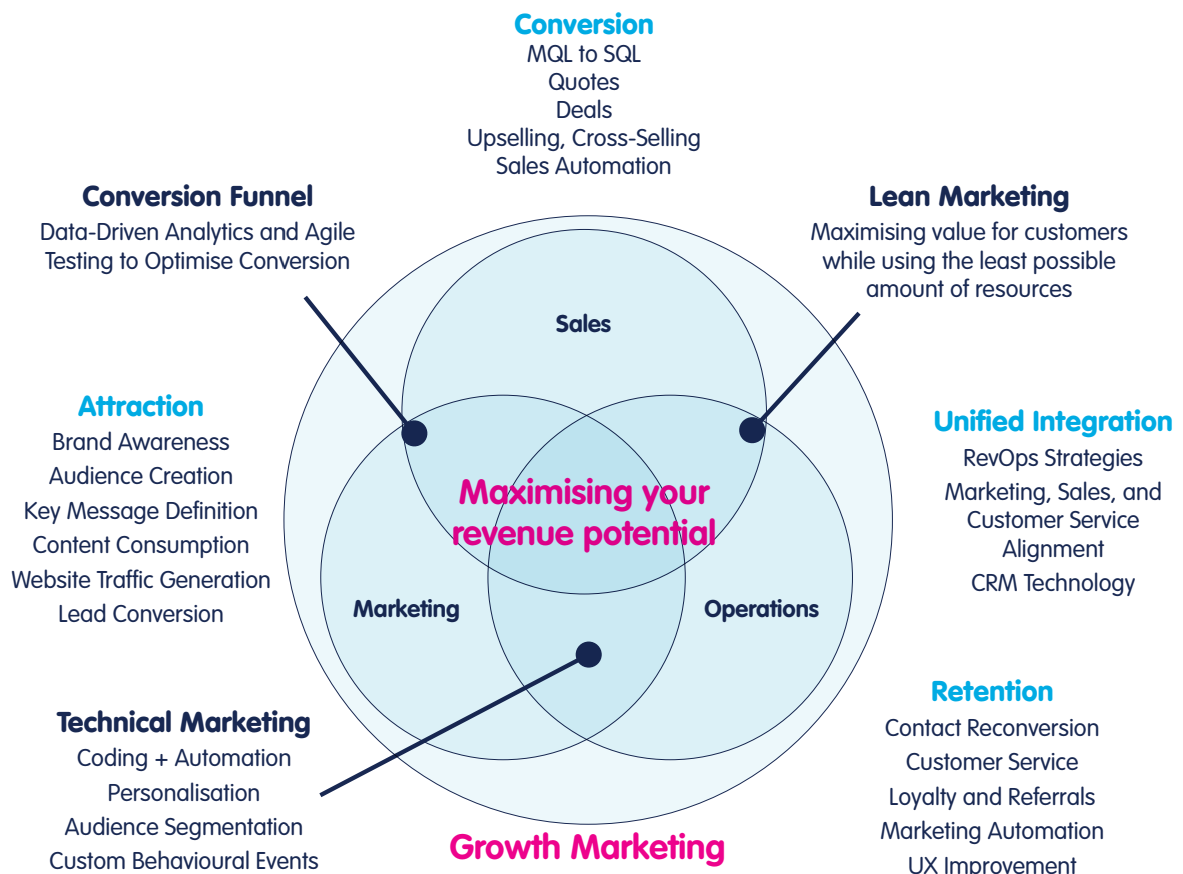 Conversion
MQL to SQL
Quotes
Deals
Upselling, Cross-Selling
Sales Automation
Conversion Funnel
Data-Driven Analytics and Agile
Testing to Optimise Conversion
Lean Marketing
Maximising value for customers
while using the least possible
amount of resources
Sales
Attraction
Brand Awareness
Audience Creation
Key Message Definition
Content Consumption
Website Traffic Generation
Lead Conversion
Maximising your
revenue potential
Unified Integration
RevOps Strategies
Marketing, Sales, and
Customer Service
Alignment
CRM Technology
Marketing
Operations
Technical Marketing
Coding + Automation
Personalisation
Audience Segmentation
Custom Behavioural Events
Retention
Contact Reconversion
Customer Service
Loyalty and Referrals
Marketing Automation
UX Improvement
Growth Marketing